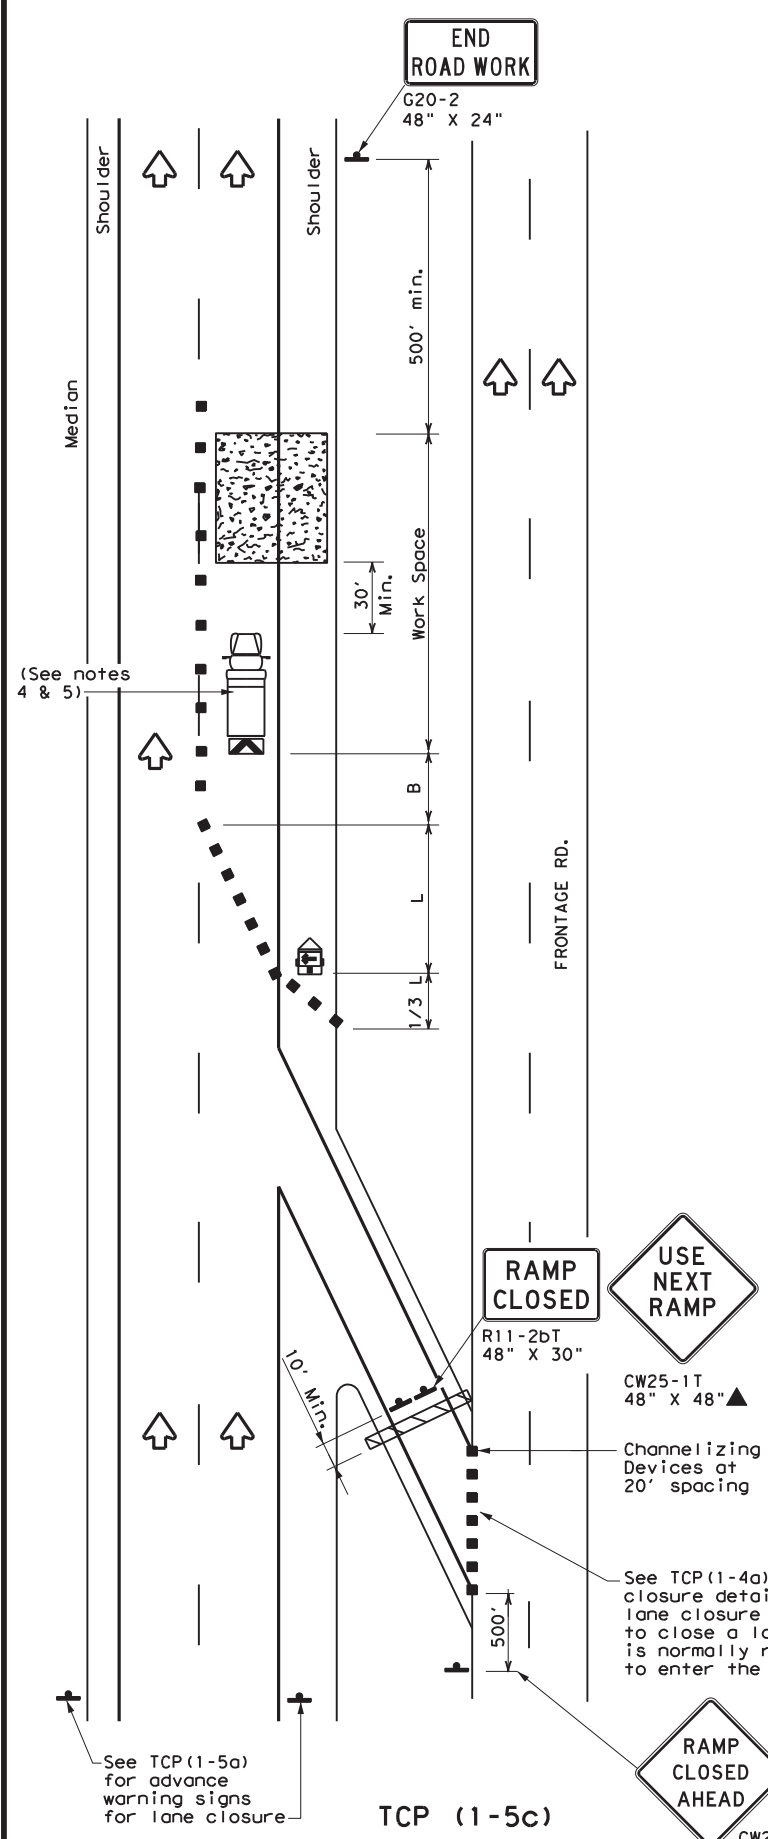 END
ROAD WORK
G20-2
48" X 24"
Shoulder
Shoulder
500' min.
Median
Work Space
30'
Min.
(See notes
4 & 5)
B
L
FRONTAGE RD.
1/3 L
RAMP
CLOSED
USE
NEXT
RAMP
R11-2bT
48" X 30"
10' Min.
CW25-1T
48" X 48"▲
Channelizing
Devices at
20' spacing
See TCP(1-4a)
closure
lane closure
to close a
is normally
to enter the
500'
See TCP(1-5a)
for advance
warning signs
for lane closure
RAMP
CLOSED
AHEAD
TCP (1-5c)